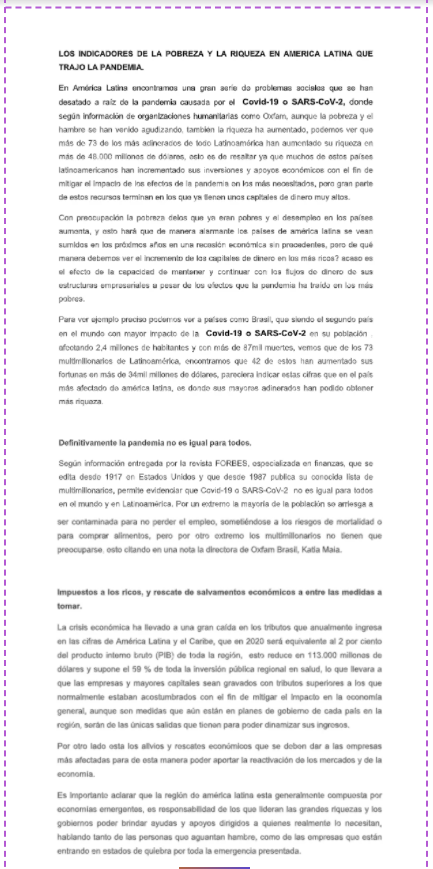 LOS INDICADORES DE LA POBREZA Y LA RIQUEZA EN AMERICA LATINA QUE
TRAJO LA PANDEMIA.
En América Latina encontramos una gran serie de problemas sociales que se han
desatado a raíz de la pandemia causada por el Covid-19 o SARS-CoV-2, donde
según información de organizaciones humanitarias como Oxfam, aunque la pobreza y el
hambre se han venido agudizando, también la riqueza ha aumentado, podemos ver que
más de 73 de los más adinerados de todo Latinoamérica han aumentado su riqueza en
más de 48.000 millones de dólares, esto es de resaltar ya que muchos de estos países
latinoamericanos han incrementado sus inversiones y apoyos económicos con el fin de
mitigar el impacto de los efectos de la pandemia en los más necesitados, pero gran parte
de estos recursos terminan en los que ya tienen unos capitales de dinero muy altos.
Con preocupación la pobreza delos que ya eran pobres y el desempleo en los países
aumenta, y esto hará que de manera alarmante los países de américa latina se vean
sumidos en los próximos años en una recesión económica sin precedentes, pero de qué
manera debemos ver el incremento de los capitales de dinero en los más ricos? acaso es
el efecto de la capacidad de mantener y continuar con los flujos de dinero de sus
estructuras empresariales a pesar de los efectos que la pandemia ha traído en los más
pobres.
Para ver ejemplo preciso podemos ver a países como Brasil, que siendo el segundo país
en el mundo con mayor impacto de la Covid-19 o SARS-CoV-2 en su población
afectando 2,4 millones de habitantes y con más de 87mil muertes, vemos que de los 73
multimillonarios de Latinoamérica, encontramos que 42 de estos han aumentado sus
fortunas en más de 34mil millones de dólares, pareciera indicar estas cifras que en el país
más afectado de américa latina, es donde sus mayores adinerados han podido obtener
más riqueza.
Definitivamente la pandemia no es igual para todos.
Según información entregada por la revista FORBES, especializada en finanzas, que se
edita desde 1917 en Estados Unidos y que desde 1987 publica su conocida lista de
multimillonarios, permite evidenciar que Covid-19 o SARS-CoV-2 no es igual para todos
en el mundo y en Latinoamérica. Por un extremo la mayoría de la población se arriesga a
ser contaminada para no perder el empleo, sometiéndose a los riesgos de mortalidad o
para comprar alimentos, pero por otro extremo los multimillonarios no tienen que
preocuparse. esto citando en una nota la directora de Oxfam Brasil, Katia Maia.
Impuestos a los ricos, y rescate de salvamentos económicos a entre las medidas a
tomar.
La crisis económica ha llevado a una gran caída en los tributos que anualmente ingresa
en las cifras de América Latina y el Caribe, que en 2020 será equivalente al 2 por ciento
del producto interno bruto (PIB) de toda la región, esto reduce en 113.000 millones de
dólares y supone el 59 % de toda la inversión pública regional en salud, lo que llevara a
que las empresas y mayores capitales sean gravados con tributos superiores a los que
normalmente estaban acostumbrados con el fin de mitigar el impacto en la economía
general, aunque son medidas que aún están en planes de gobierno de cada país en la
región, serán de las únicas salidas que tienen para poder dinamizar sus ingresos.
Por otro lado esta los alivios y rescates económicos que se deben dar a las empresas
más afectadas para de esta manera poder aportar la reactivación de los mercados y de la
economía.
Es importante aclarar que la región do américa latina esta generalmente compuesta por
economías emergentes, es responsabilidad de los que lideran las grandes riquezas y los
gobiernos poder brindar ayudas y apoyos dirigidos a quienes realmente lo necesitan,
hablando tanto de las personas que aguantan hambre, como de las empresas que están
entrando en estados de quiebra por toda la emergencia presentada.